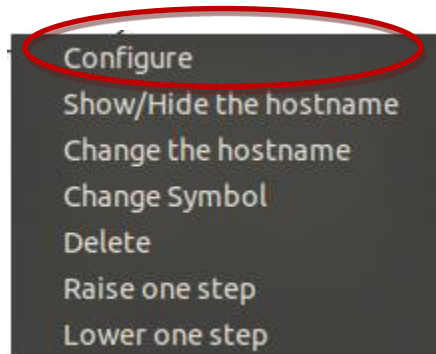 Configure
Show/Hide the hostname
Change the hostname
Change Symbol
Delete
Raise one step
Lower one step